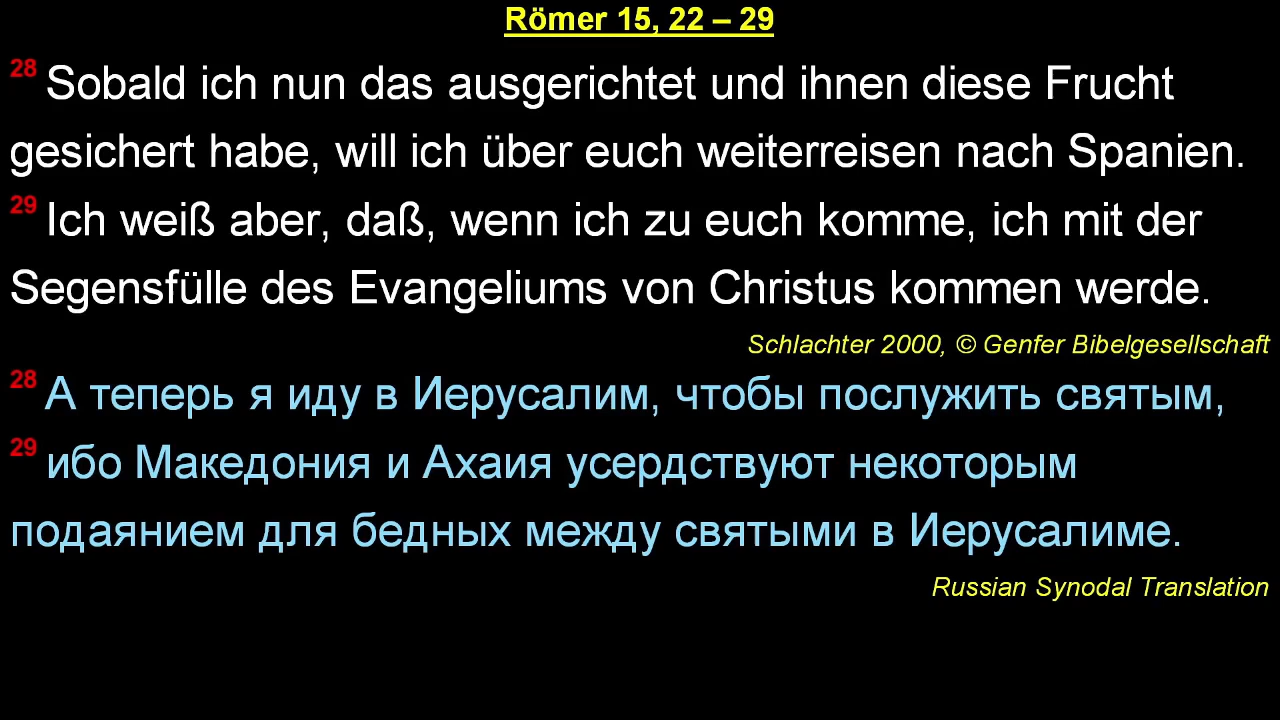 Römer 15, 22 – 29
28 Sobald ich nun das ausgerichtet und ihnen diese Frucht
gesichert habe, will ich über euch weiterreisen nach Spanien.
29 Ich weiß aber, daß, wenn ich zu euch komme, ich mit der
Segensfülle des Evangeliums von Christus kommen werde.
Schlachter 2000, © Genfer Bibelgesellschaft
28 А теперь я иду в Иерусалим, чтобы послужить святым,
29 ибо Македония и Ахаия усердствуют некоторым
подаянием для бедных между святыми в Иерусалиме.
Russian Synodal Translation